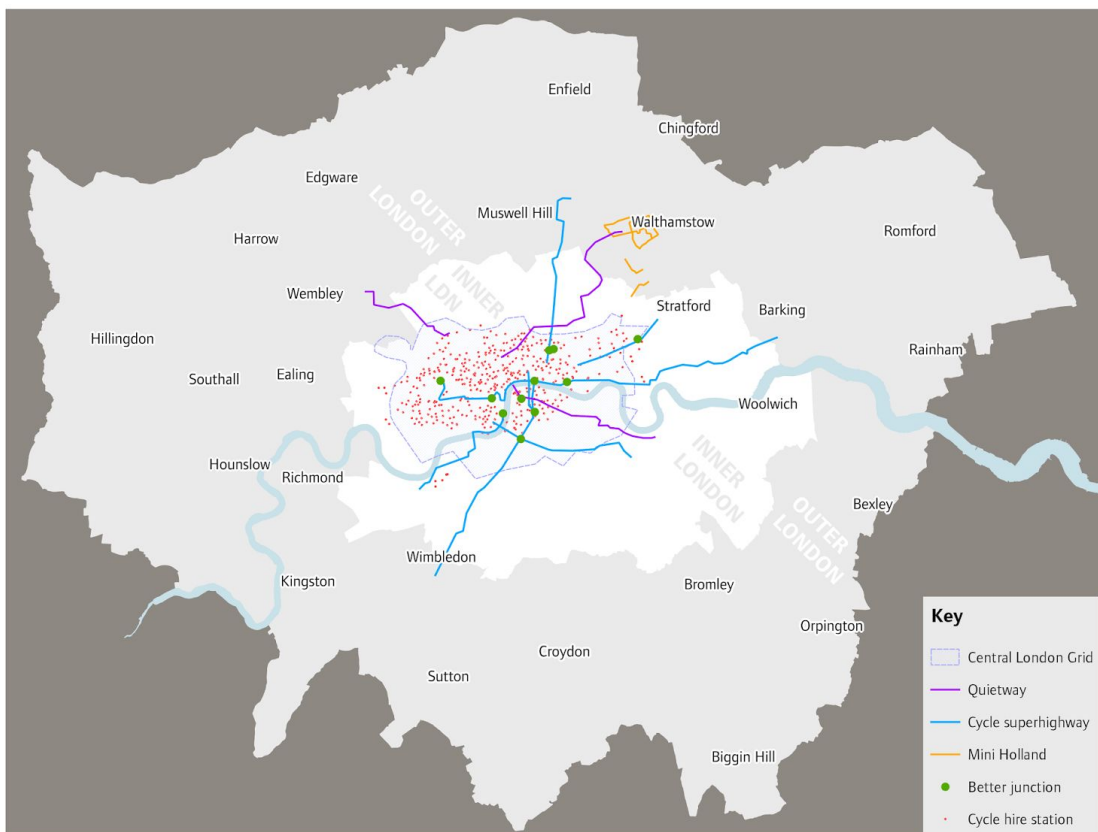 Enfield
Chingford
Edgware
OUTER
LONDON
Muswell Hill
Walthamstow
Romford
Harrow
INNER
LDN
Wembley
Stratford
Barking
Hillingdon
Rainham
Southall
Ealing
Woolwich
Hounslow
Richmond
INNER
LONDON
OUTER
LONDON
Bexley
Wimbledon
Kingston
Bromley
Orpington
Croydon
Sutton
Biggin Hill
Key
Central London Grid
Quietway
Cycle superhighway
Mini Holland
Better junction
Cycle hire station